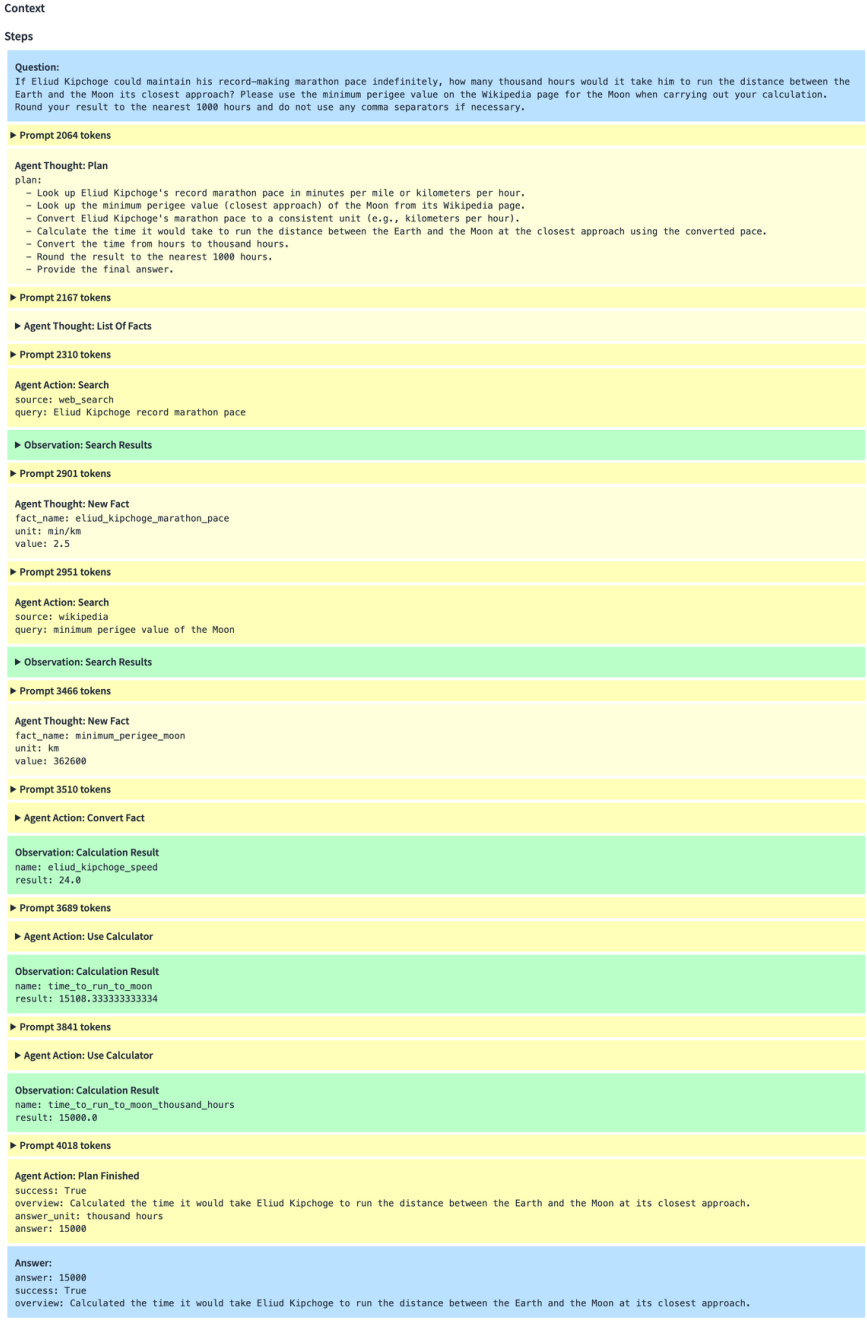 Context
Steps
Question:
If Eliud Kipchoge could maintain his record-making marathon pace indefinitely, how many thousand hours would it take him to run the distance between the
Earth and the Moon its closest approach? Please use the minimum perigee value on the Wikipedia page for the Moon when carrying out your calculation.
Round your result to the nearest 1000 hours and do not use any comma separators if necessary.
▶ Prompt 2064 tokens
Agent Thought: Plan
plan:
- Look up Eliud Kipchoge's record marathon pace in minutes per mile or kilometers per hour.
- Look up the minimum perigee value (closest approach) of the Moon from its Wikipedia page.
- Convert Eliud Kipchoge's marathon pace to a consistent unit (e.g., kilometers per hour).
- Calculate the time it would take to run the distance between the Earth and the Moon at the closest approach using the converted pace.
- Convert the time from hours to thousand hours.
- Round the result to the nearest 1000 hours.
- Provide the final answer.
▶ Prompt 2167 tokens
▶ Agent Thought: List Of Facts
▶ Prompt 2310 tokens
Agent Action: Search
source: web_search
query: Eliud Kipchoge record marathon pace
▶ Observation: Search Results
▶ Prompt 2901 tokens
Agent Thought: New Fact
fact_name: eliud_kipchoge_marathon_pace
unit: min/km
value: 2.5
▶ Prompt 2951 tokens
Agent Action: Search
source: wikipedia
query: minimum perigee value of the Moon
▶ Observation: Search Results
▶ Prompt 3466 tokens
Agent Thought: New Fact
fact_name: minimum_perigee_moon
unit: km
value: 362600
▶ Prompt 3510 tokens
▶ Agent Action: Convert Fact
Observation: Calculation Result
name: eliud_kipchoge_speed
result: 24.0
▶ Prompt 3689 tokens
▶ Agent Action: Use Calculator
Observation: Calculation Result
name: time_to_run_to_moon
result: 15108.333333333334
▶ Prompt 3841 tokens
▶ Agent Action: Use Calculator
Observation: Calculation Result
name: time_to_run_to_moon_thousand_hours
result: 15000.0
▶ Prompt 4018 tokens
Agent Action: Plan Finished
success: True
overview: Calculated the time it would take Eliud Kipchoge to run the distance between the Earth and the Moon at its closest approach.
answer_unit: thousand hours
answer: 15000
Answer:
answer: 15000
success: True
overview: Calculated the time it would take Eliud Kipchoge to run the distance between the Earth and the Moon at its closest approach.